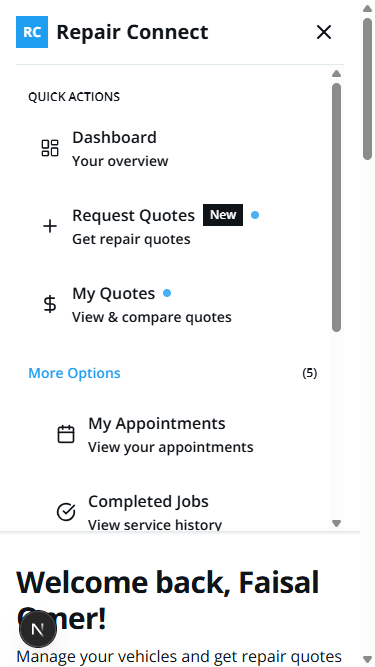 RC Repair Connect
QUICK ACTIONS
Dashboard
Your overview
Request Quotes New
Get repair quotes
My Quotes
View & compare quotes
More Options (5)
My Appointments
View your appointments
Completed Jobs
View service history
Welcome back, Faisal
Omer!
N
Manage your vehicles and get repair quotes